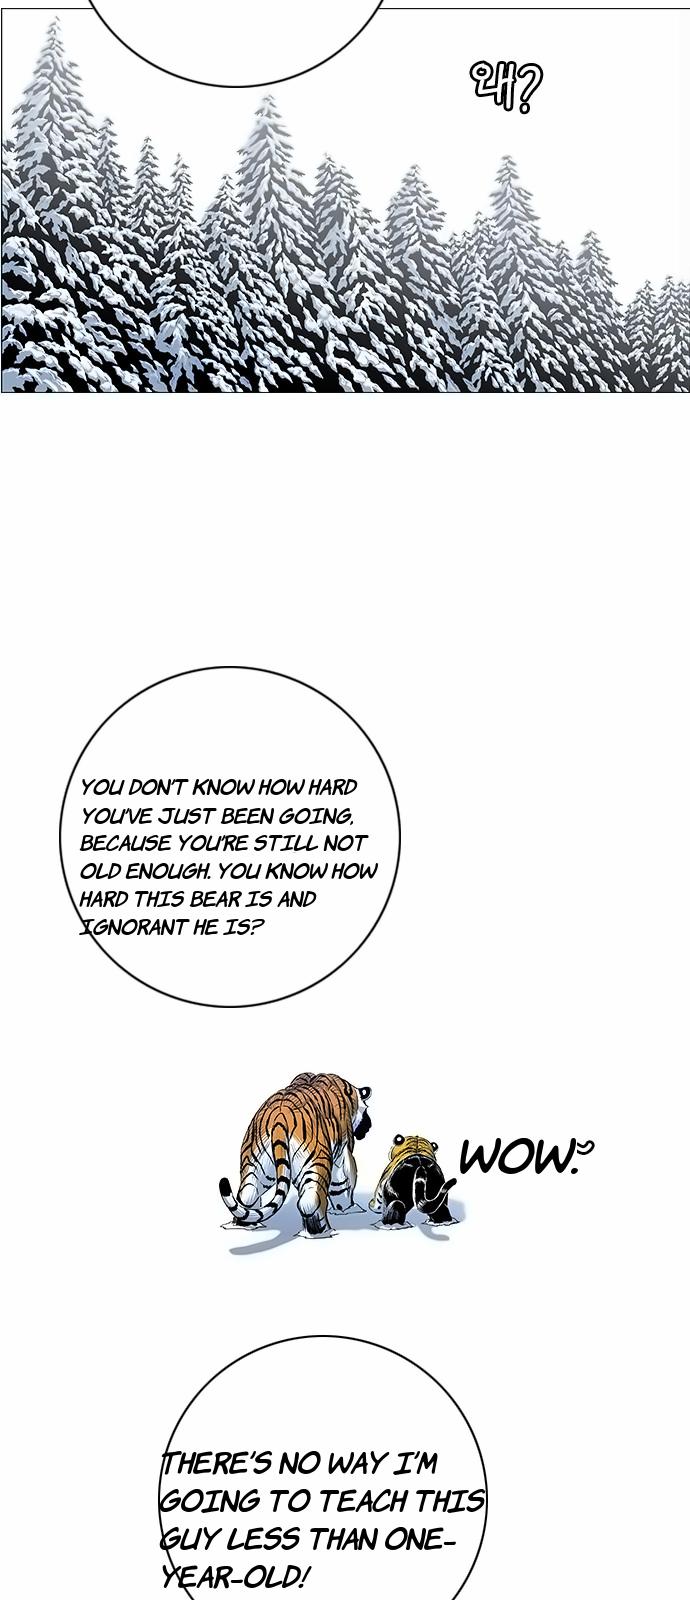 왜?
YOU DON'T KNOW HOW HARD
YOU'VE JUST BEEN GOING,
BECAUSE YOU'RE STILL NOT
OLD ENOUGH. YOU KNOW HOW
HARD THIS BEAR IS AND
IGNORANT HE IS?
WOW.
THERE'S NO WAY I'M
GOING TO TEACH THIS
GUY LESS THAN ONE-
YEAR-OLD!